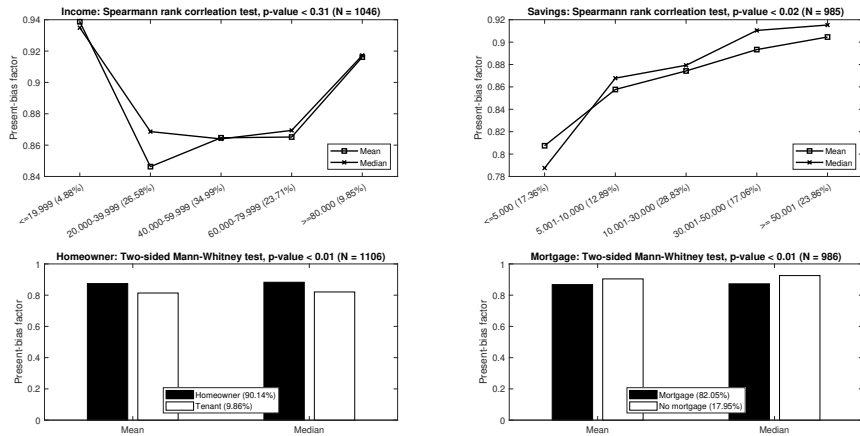 Income: Spearmann rank corrleation test, p-value < 0.31 (N = 1046)
0.94
0.92
0.9
0.88
0.86
0.84
Present-bias factor
Mean
Median
<=19.999 (4.88%)
20.000-39.999 (26.58%)
40.000-59.999 (34.99%)
60.000-79.999 (23.71%)
>=80.000 (9.85%)
Savings: Spearmann rank corrleation test, p-value < 0.02 (N = 985)
0.92
0.9
0.88
0.86
0.84
0.82
0.8
0.78
Present-bias factor
Mean
Median
<=5.000 (17.36%)
5.001-10.000 (12.89%)
10.001-30.000 (28.83%)
30.001-50.000 (17.06%)
>= 50.001 (23.86%)
Homeowner: Two-sided Mann-Whitney test, p-value < 0.01 (N = 1106)
1
0.8
0.6
0.4
0.2
0
Present-bias factor
Homeowner (90.14%)
Tenant (9.86%)
Mean
Median
Mortgage: Two-sided Mann-Whitney test, p-value < 0.01 (N = 986)
1
0.8
0.6
0.4
0.2
0
Present-bias factor
Mortgage (82.05%)
No mortgage (17.95%)
Mean
Median